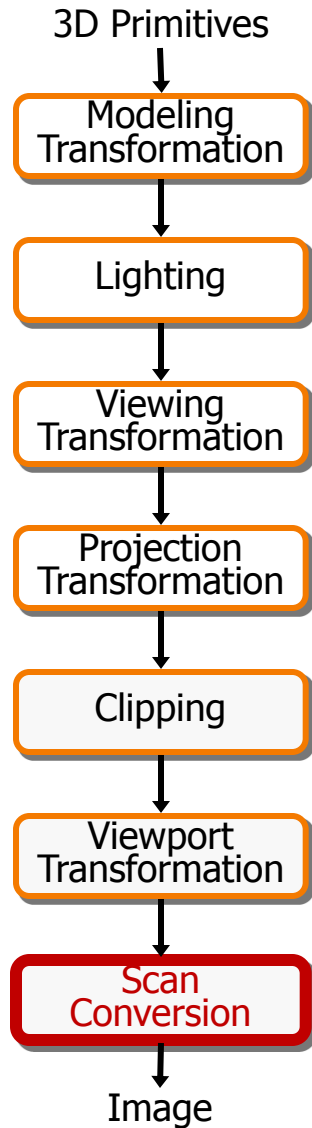 3D Primitives
Modeling
Transformation
Lighting
Viewing
Transformation
Projection
Transformation
Clipping
Viewport
Transformation
Scan
Conversion
Image